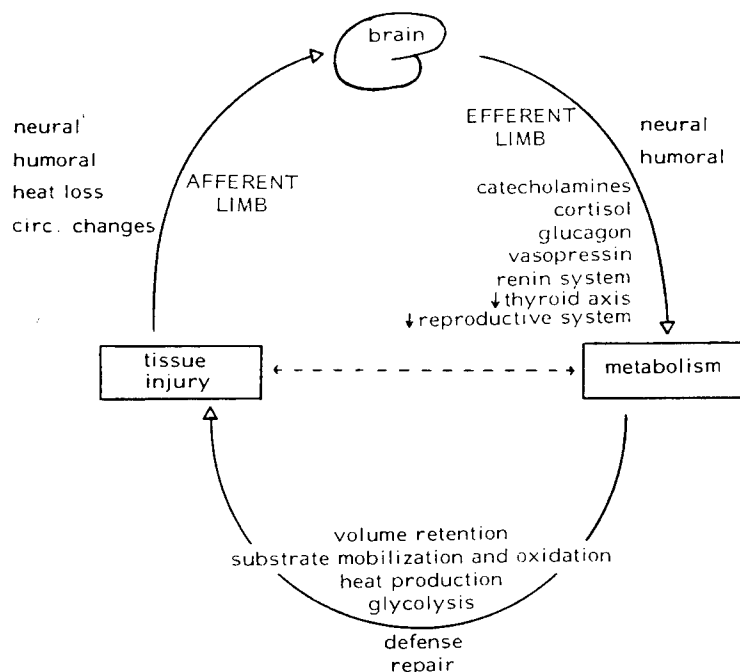 brain
neural
humoral
heat loss
circ. changes
AFFERENT
LIMB
EFFERENT
LIMB
neural
humoral
catecholamines
cortisol
glucagon
vasopressin
renin system
↓ thyroid axis
↓ reproductive system
tissue
injury
metabolism
volume retention
substrate mobilization and oxidation
heat production
glycolysis
defense
repair